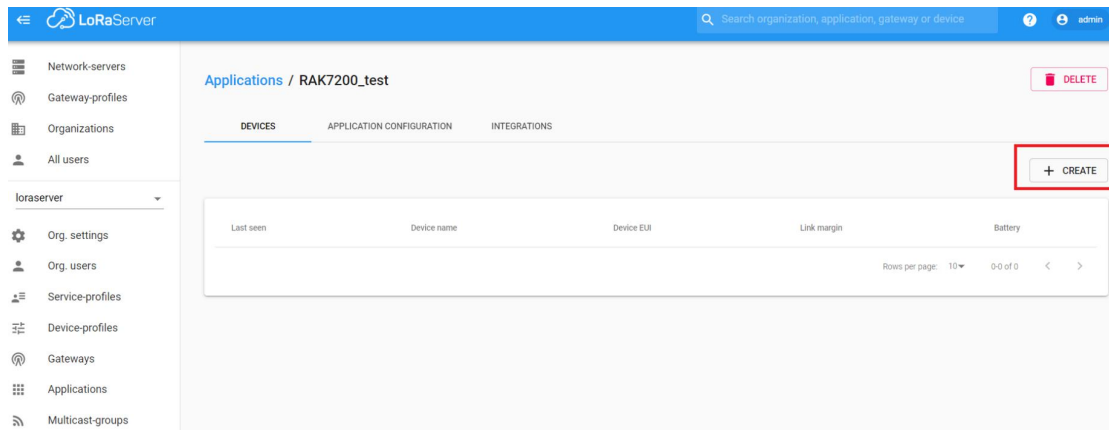 LoRaServer
Search organization, application, gateway or device
? admin
Network-servers
Gateway-profiles
Organizations
All users
loraserver
Org. settings
Org. users
Service-profiles
Device-profiles
Gateways
Applications
Multicast-groups
Applications / RAK7200_test
DELETE
DEVICES APPLICATION CONFIGURATION INTEGRATIONS
+ CREATE
Last seen Device name Device EUI Link margin Battery
Rows per page: 10 0-0 of 0 < >